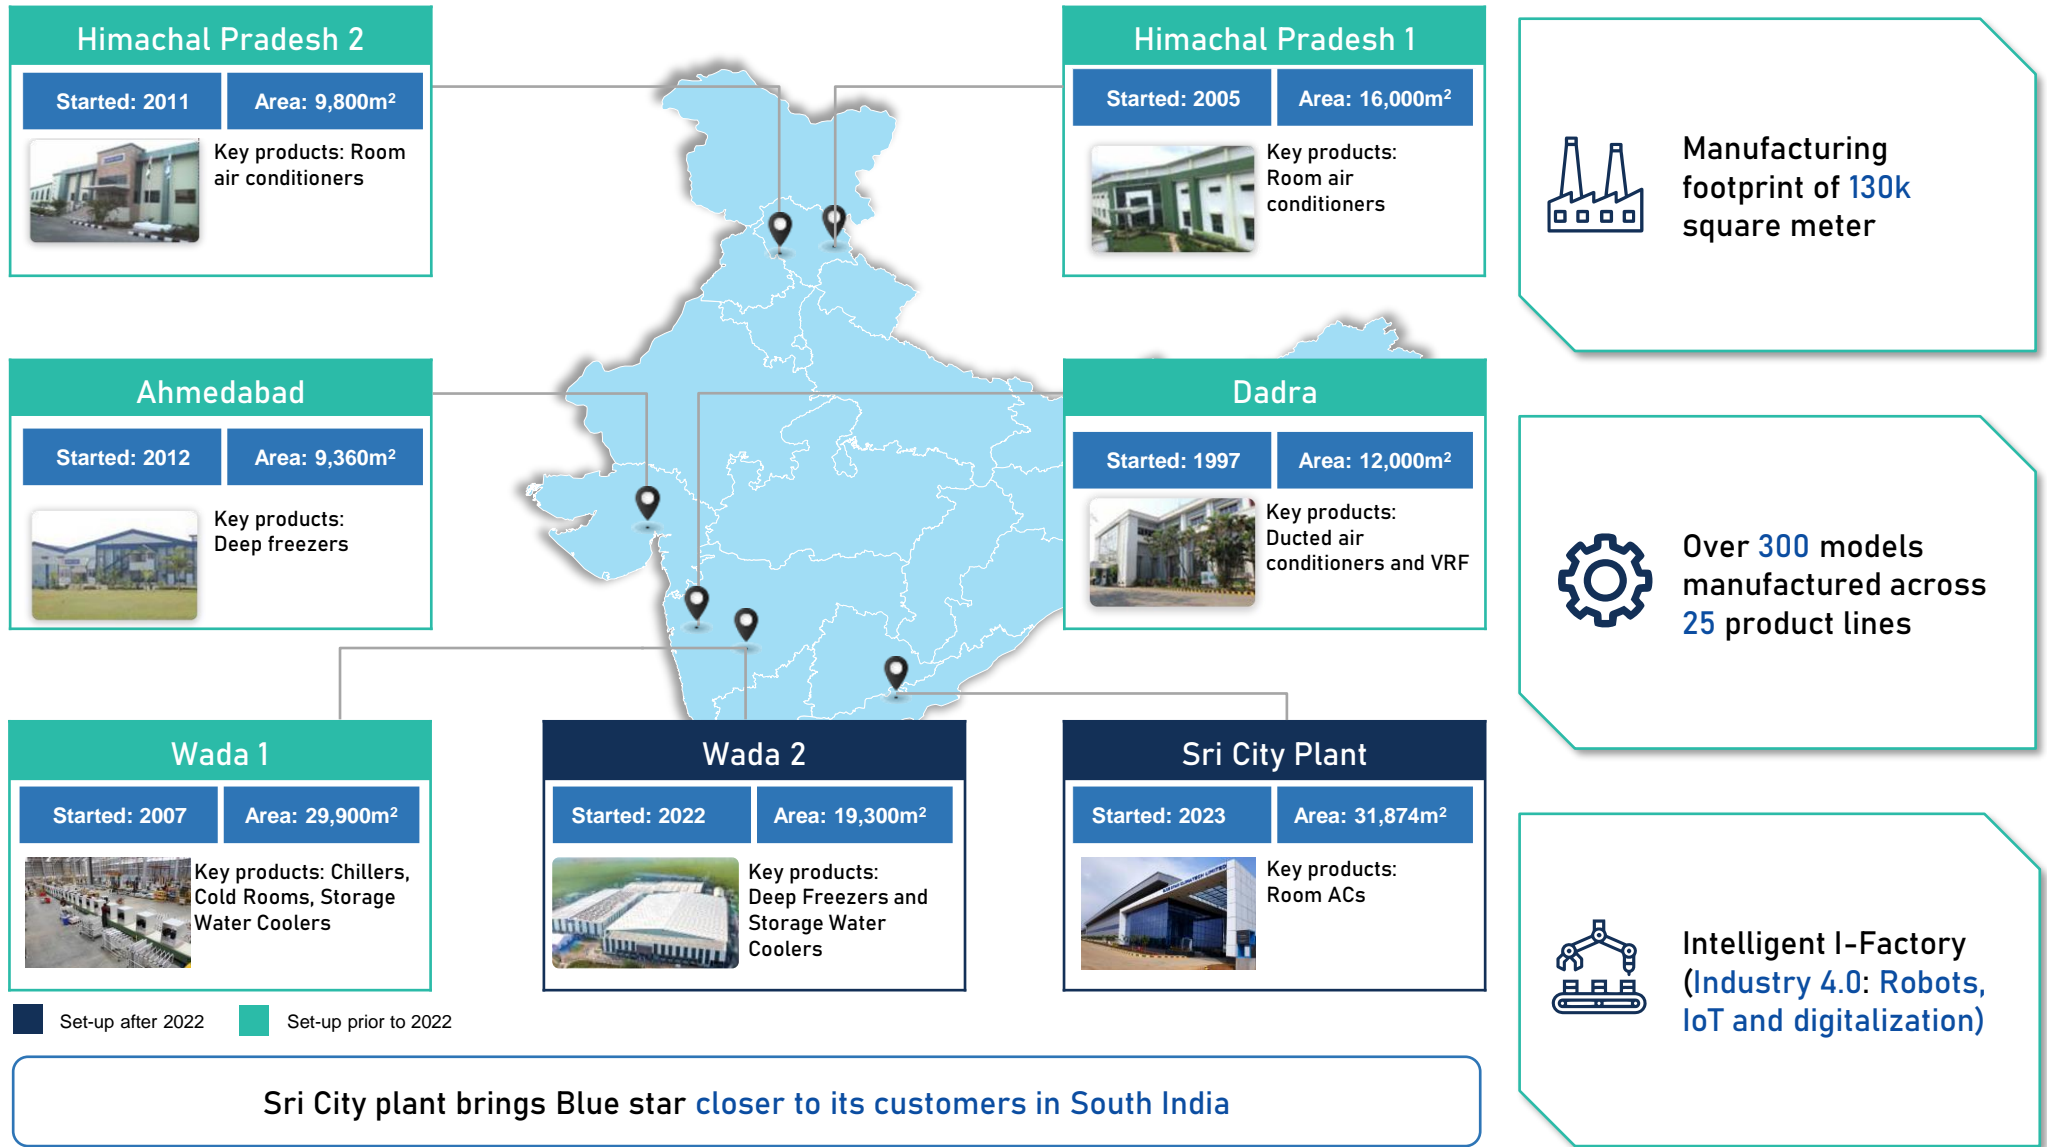 Himachal Pradesh 2
Started: 2011
Area: 9,800m²
Key products: Room
air conditioners
Himachal Pradesh 1
Started: 2005
Area: 16,000m²
Key products:
Room air
conditioners
Manufacturing
footprint of 130k
square meter
Ahmedabad
Started: 2012
Area: 9,360m²
Key products:
Deep freezers
Dadra
Started: 1997
Area: 12,000m²
Key products:
Ducted air
conditioners and VRF
Over 300 models
manufactured across
25 product lines
Wada 1
Started: 2007
Area: 29,900m²
Key products: Chillers,
Cold Rooms, Storage
Water Coolers
Wada 2
Started: 2022
Area: 19,300m²
Key products:
Deep Freezers and
Storage Water
Coolers
Sri City Plant
Started: 2023
Area: 31,874m²
BLUE STAR CLIMATECH LIMITED
Key products:
Room ACs
Intelligent I-Factory
(Industry 4.0: Robots,
IoT and digitalization)
Set-up after 2022
Set-up prior to 2022
Sri City plant brings Blue star closer to its customers in South India